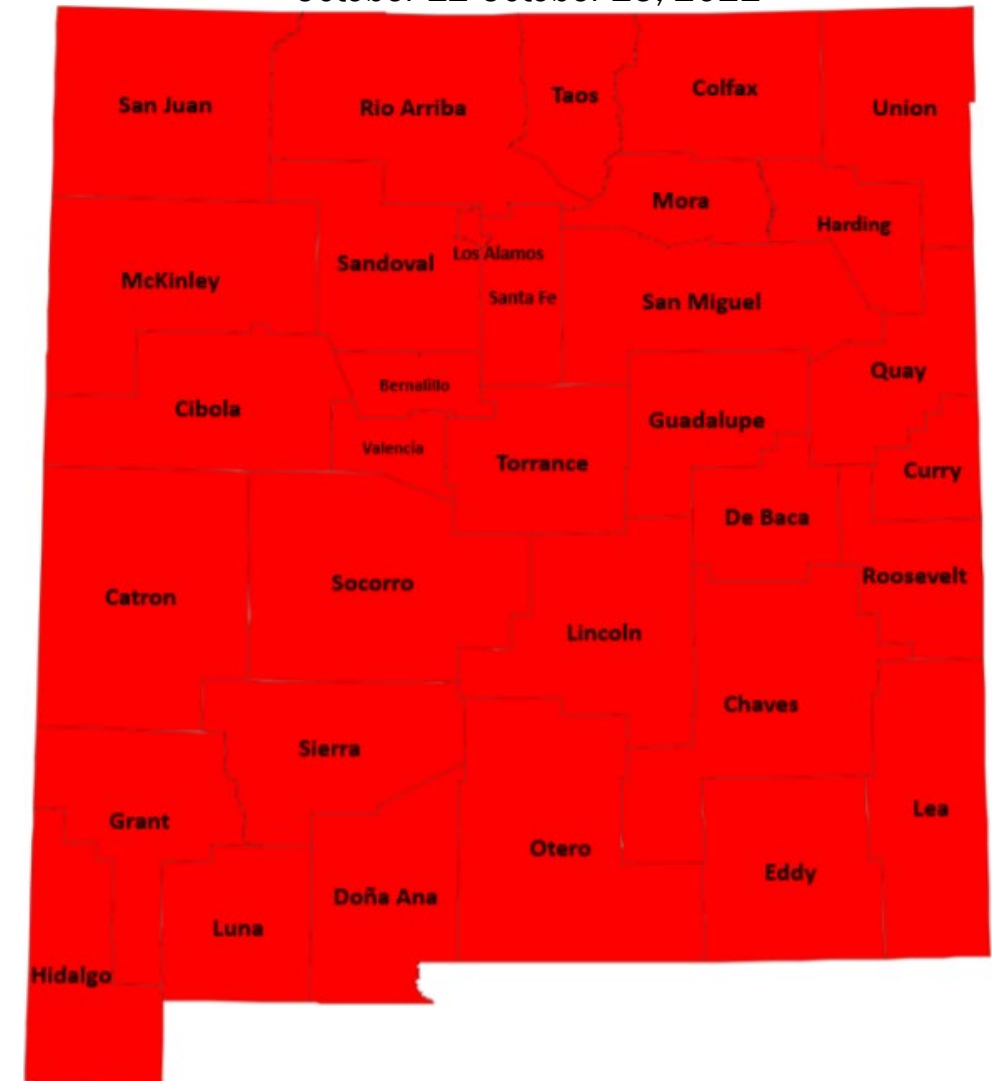 San Juan
Rio Arriba
Taos
Colfax
Union
Mora
Harding
McKinley
Sandoval
Los Alamos
Santa Fe
San Miguel
Quay
Bernalillo
Cibola
Guadalupe
Valencia
Torrance
Curry
De Baca
Catron
Socorro
Roosevelt
Lincoln
Chaves
Sierra
Grant
Otero
Lea
Doña Ana
Eddy
Luna
Hidalgo